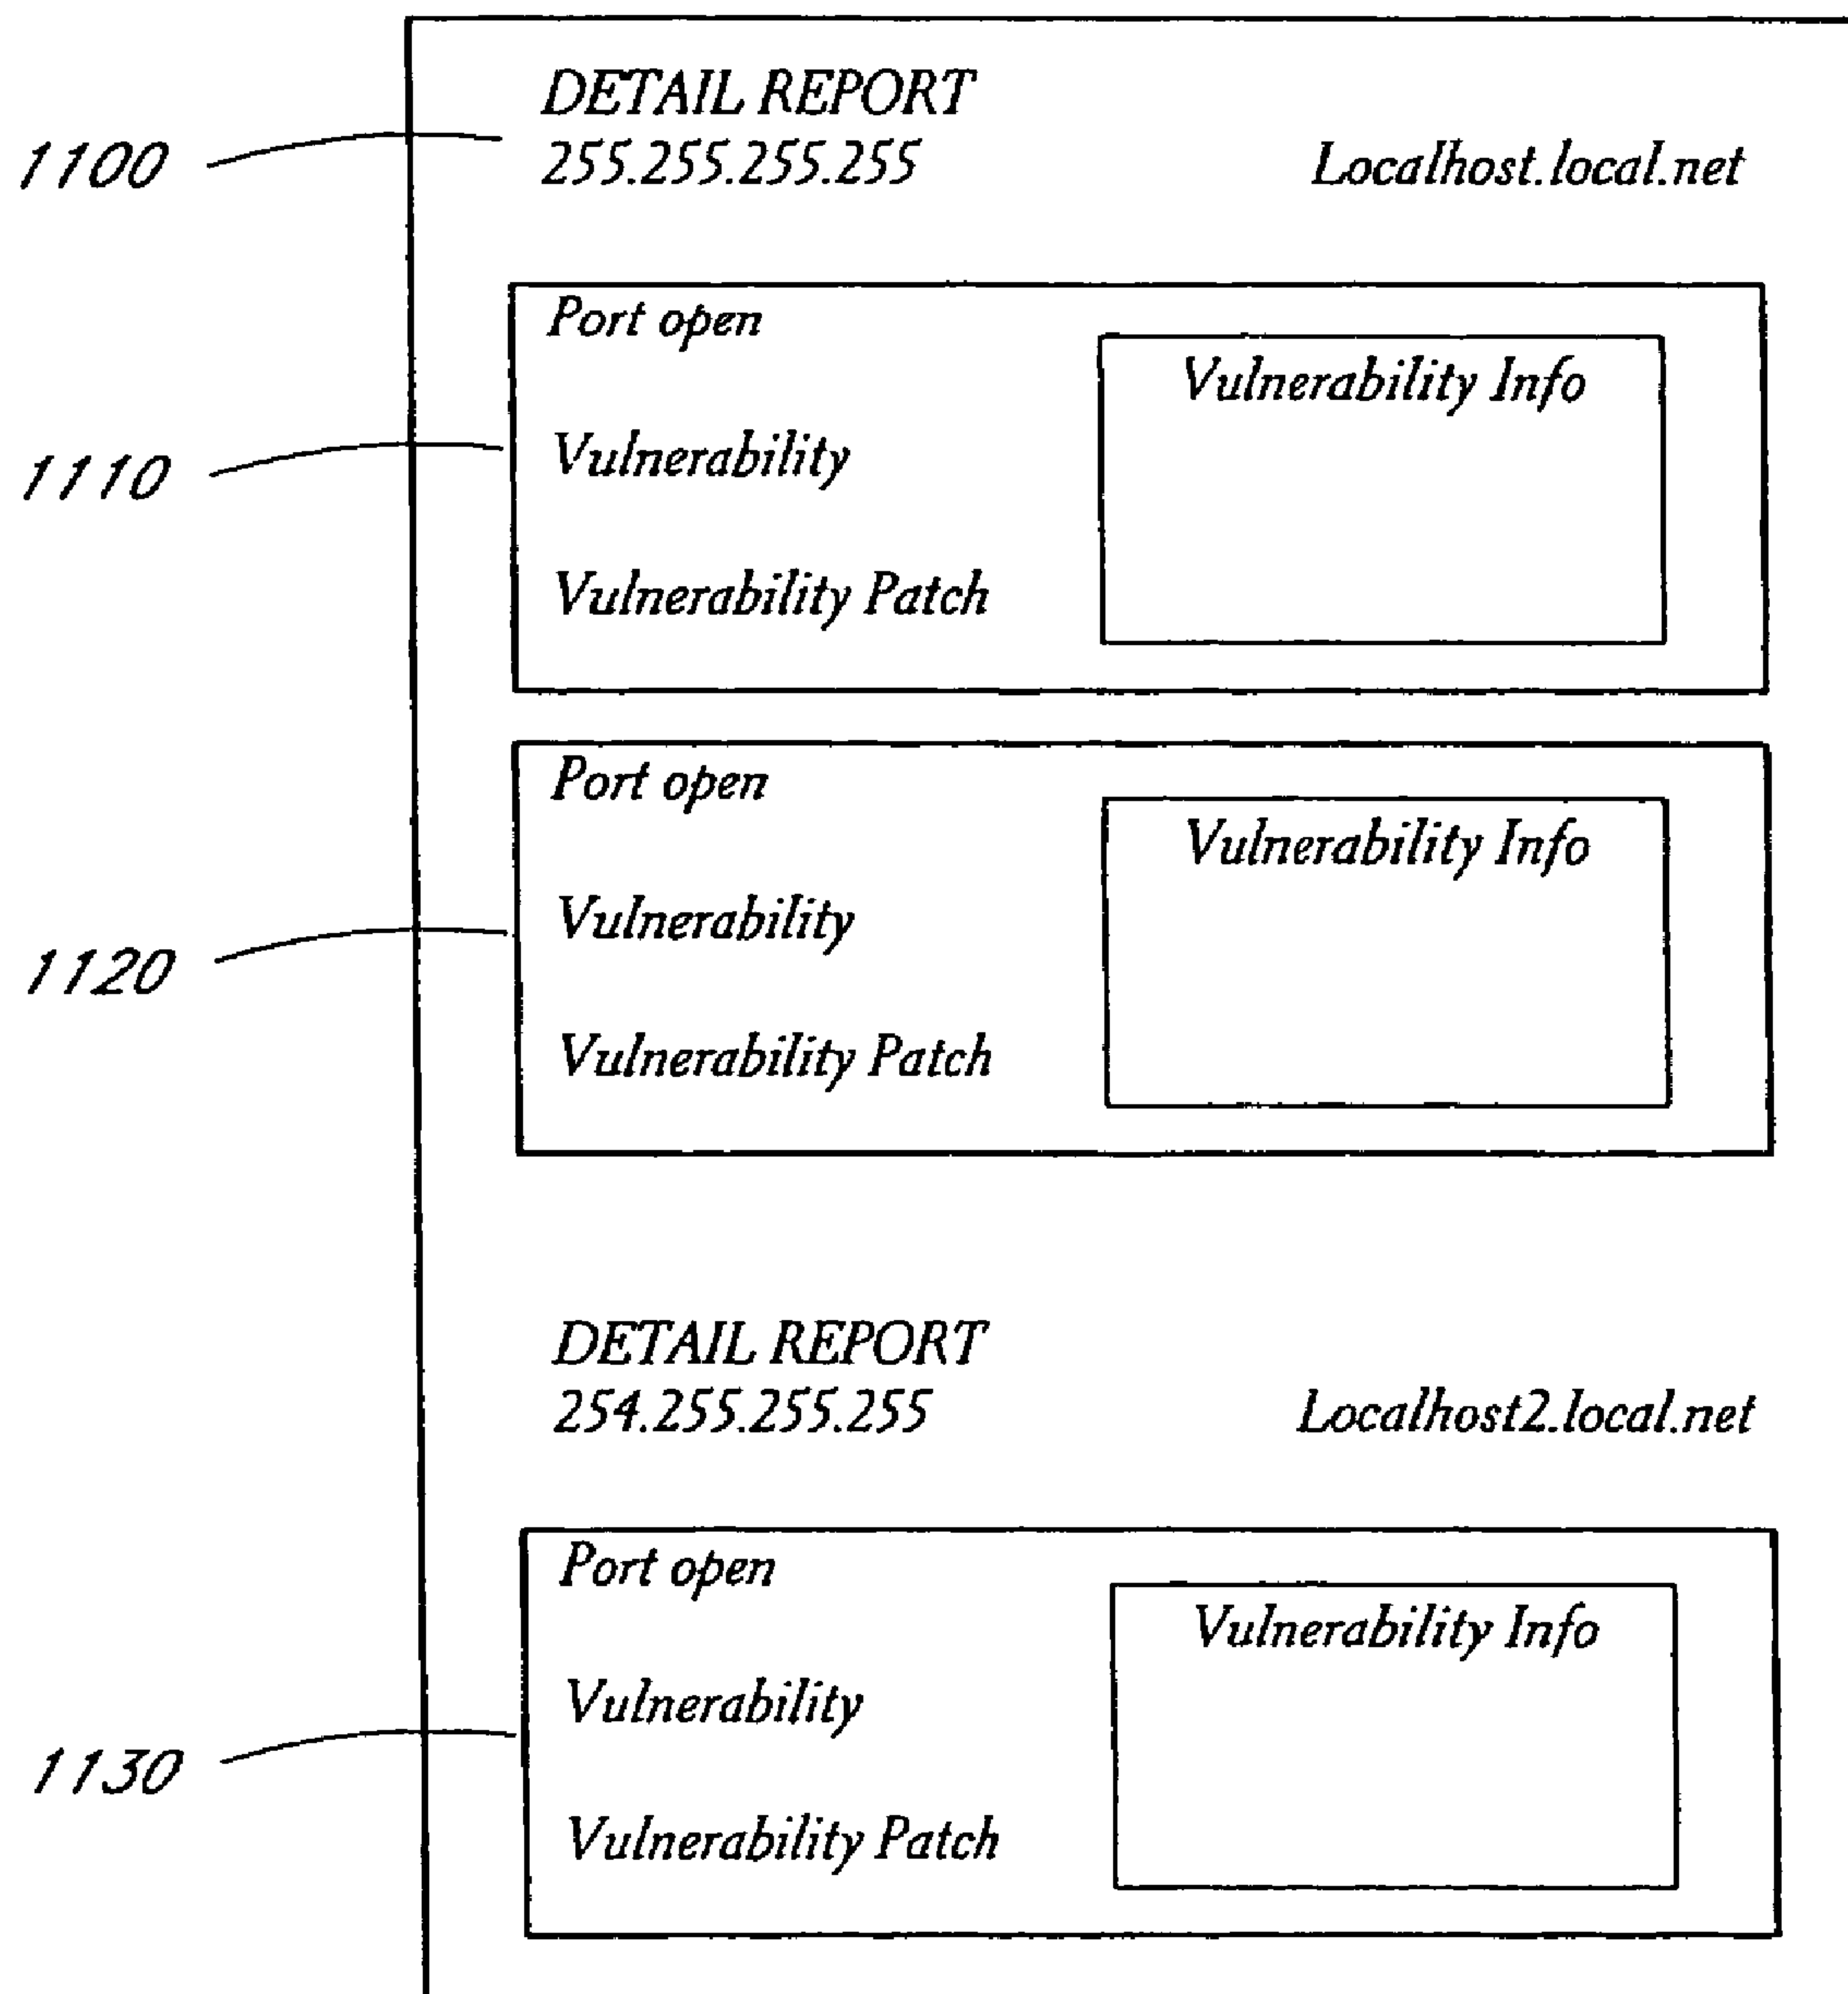 DETAIL REPORT
1100
255.255.255.255 Localhost.local.net
Port open
Vulnerability Info
1110
Vulnerability
Vulnerability Patch
Port open
Vulnerability Info
1120
Vulnerability
Vulnerability Patch
DETAIL REPORT
254.255.255.255 Localhost2.local.net
Port open
Vulnerability Info
1130
Vulnerability
Vulnerability Patch